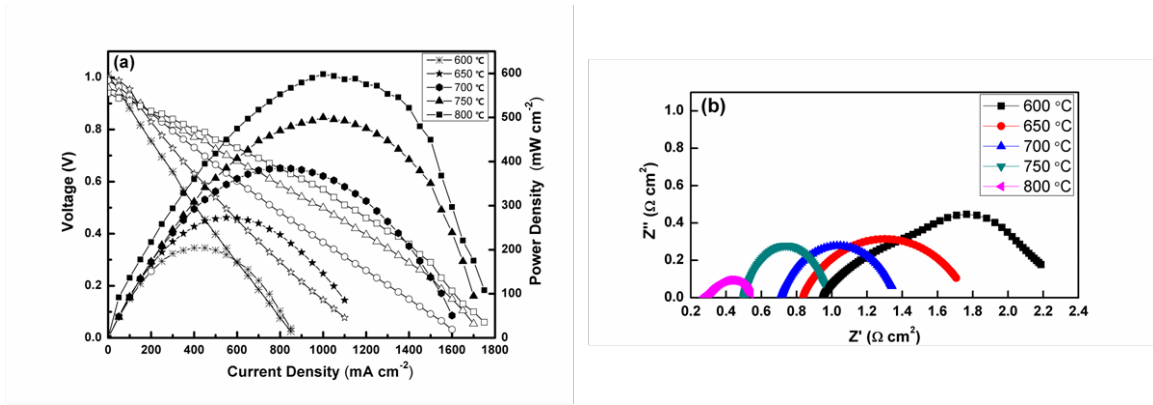 (a)
600 ℃
650 ℃
700 ℃
750 ℃
800 ℃
Voltage (V)
1.0
0.8
0.6
0.4
0.2
0.0
0 200 400 600 800 1000 1200 1400 1600 1800
Current Density (mA cm-2)
600
500
400
300
200
100
0
Power Density (mW cm-2)
(b)
600 °C
650 °C
700 °C
750 °C
800 °C
Z'' (Ω cm2)
1.0
0.8
0.6
0.4
0.2
0.0
0.2 0.4 0.6 0.8 1.0 1.2 1.4 1.6 1.8 2.0 2.2 2.4
Z' (Ω cm2)